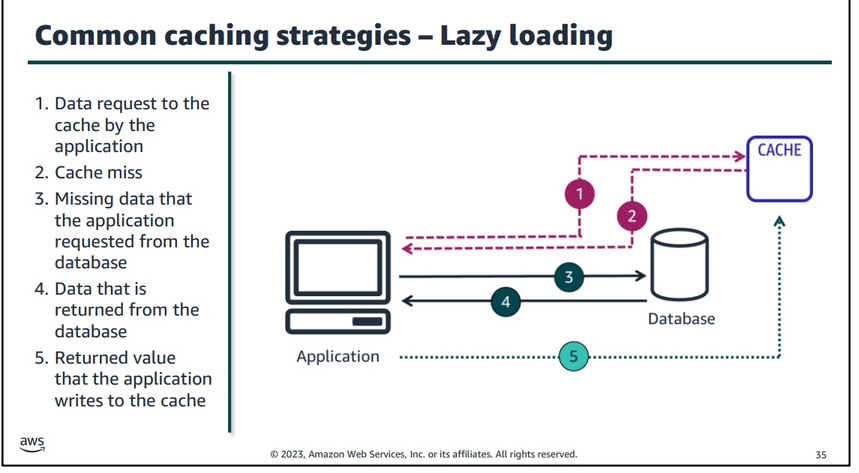 Common caching strategies – Lazy loading
1. Data request to the
cache by the
application
2. Cache miss
3. Missing data that
the application
requested from the
database
4. Data that is
returned from the
database
5. Returned value
that the application
writes to the cache
CACHE
1
2
3
4
Database
Application
5
aws
© 2023, Amazon Web Services, Inc. or its affiliates. All rights reserved.
35